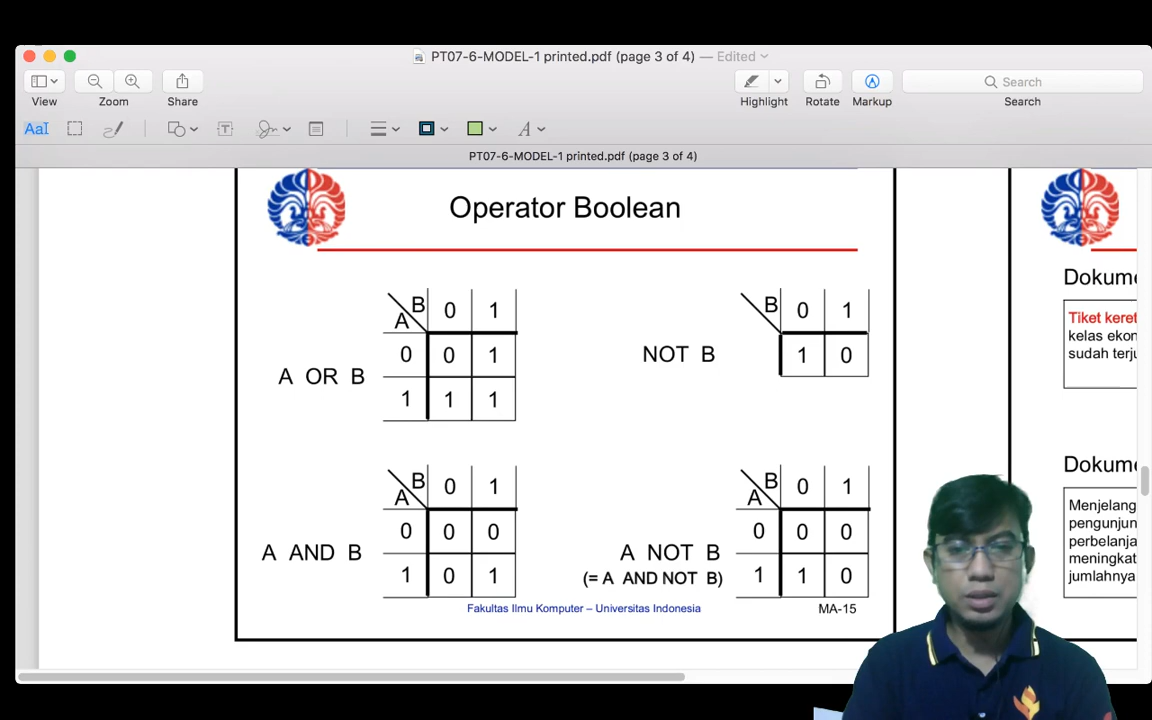 PT07-6-MODEL-1 printed.pdf (page 3 of 4) — Edited
Search
View
Zoom
Share
Highlight
Rotate
Markup
Search
AaI
T
A
PT07-6-MODEL-1 printed.pdf (page 3 of 4)
Operator Boolean
B 0 1
A
0 0 1
A OR B
1 1 1
B 0 1
NOT B 1 0
B 0 1
A
0 0 0
A AND B
1 0 1
B 0 1
A
0 0 0
A NOT B
(= A AND NOT B) 1 1 0
Fakultas Ilmu Komputer – Universitas Indonesia
MA-15
Dokume
Tiket keret
kelas ekon
sudah terju
Dokume
Menjelang
pengunjun
perbelanja
meningkat
jumlahnya